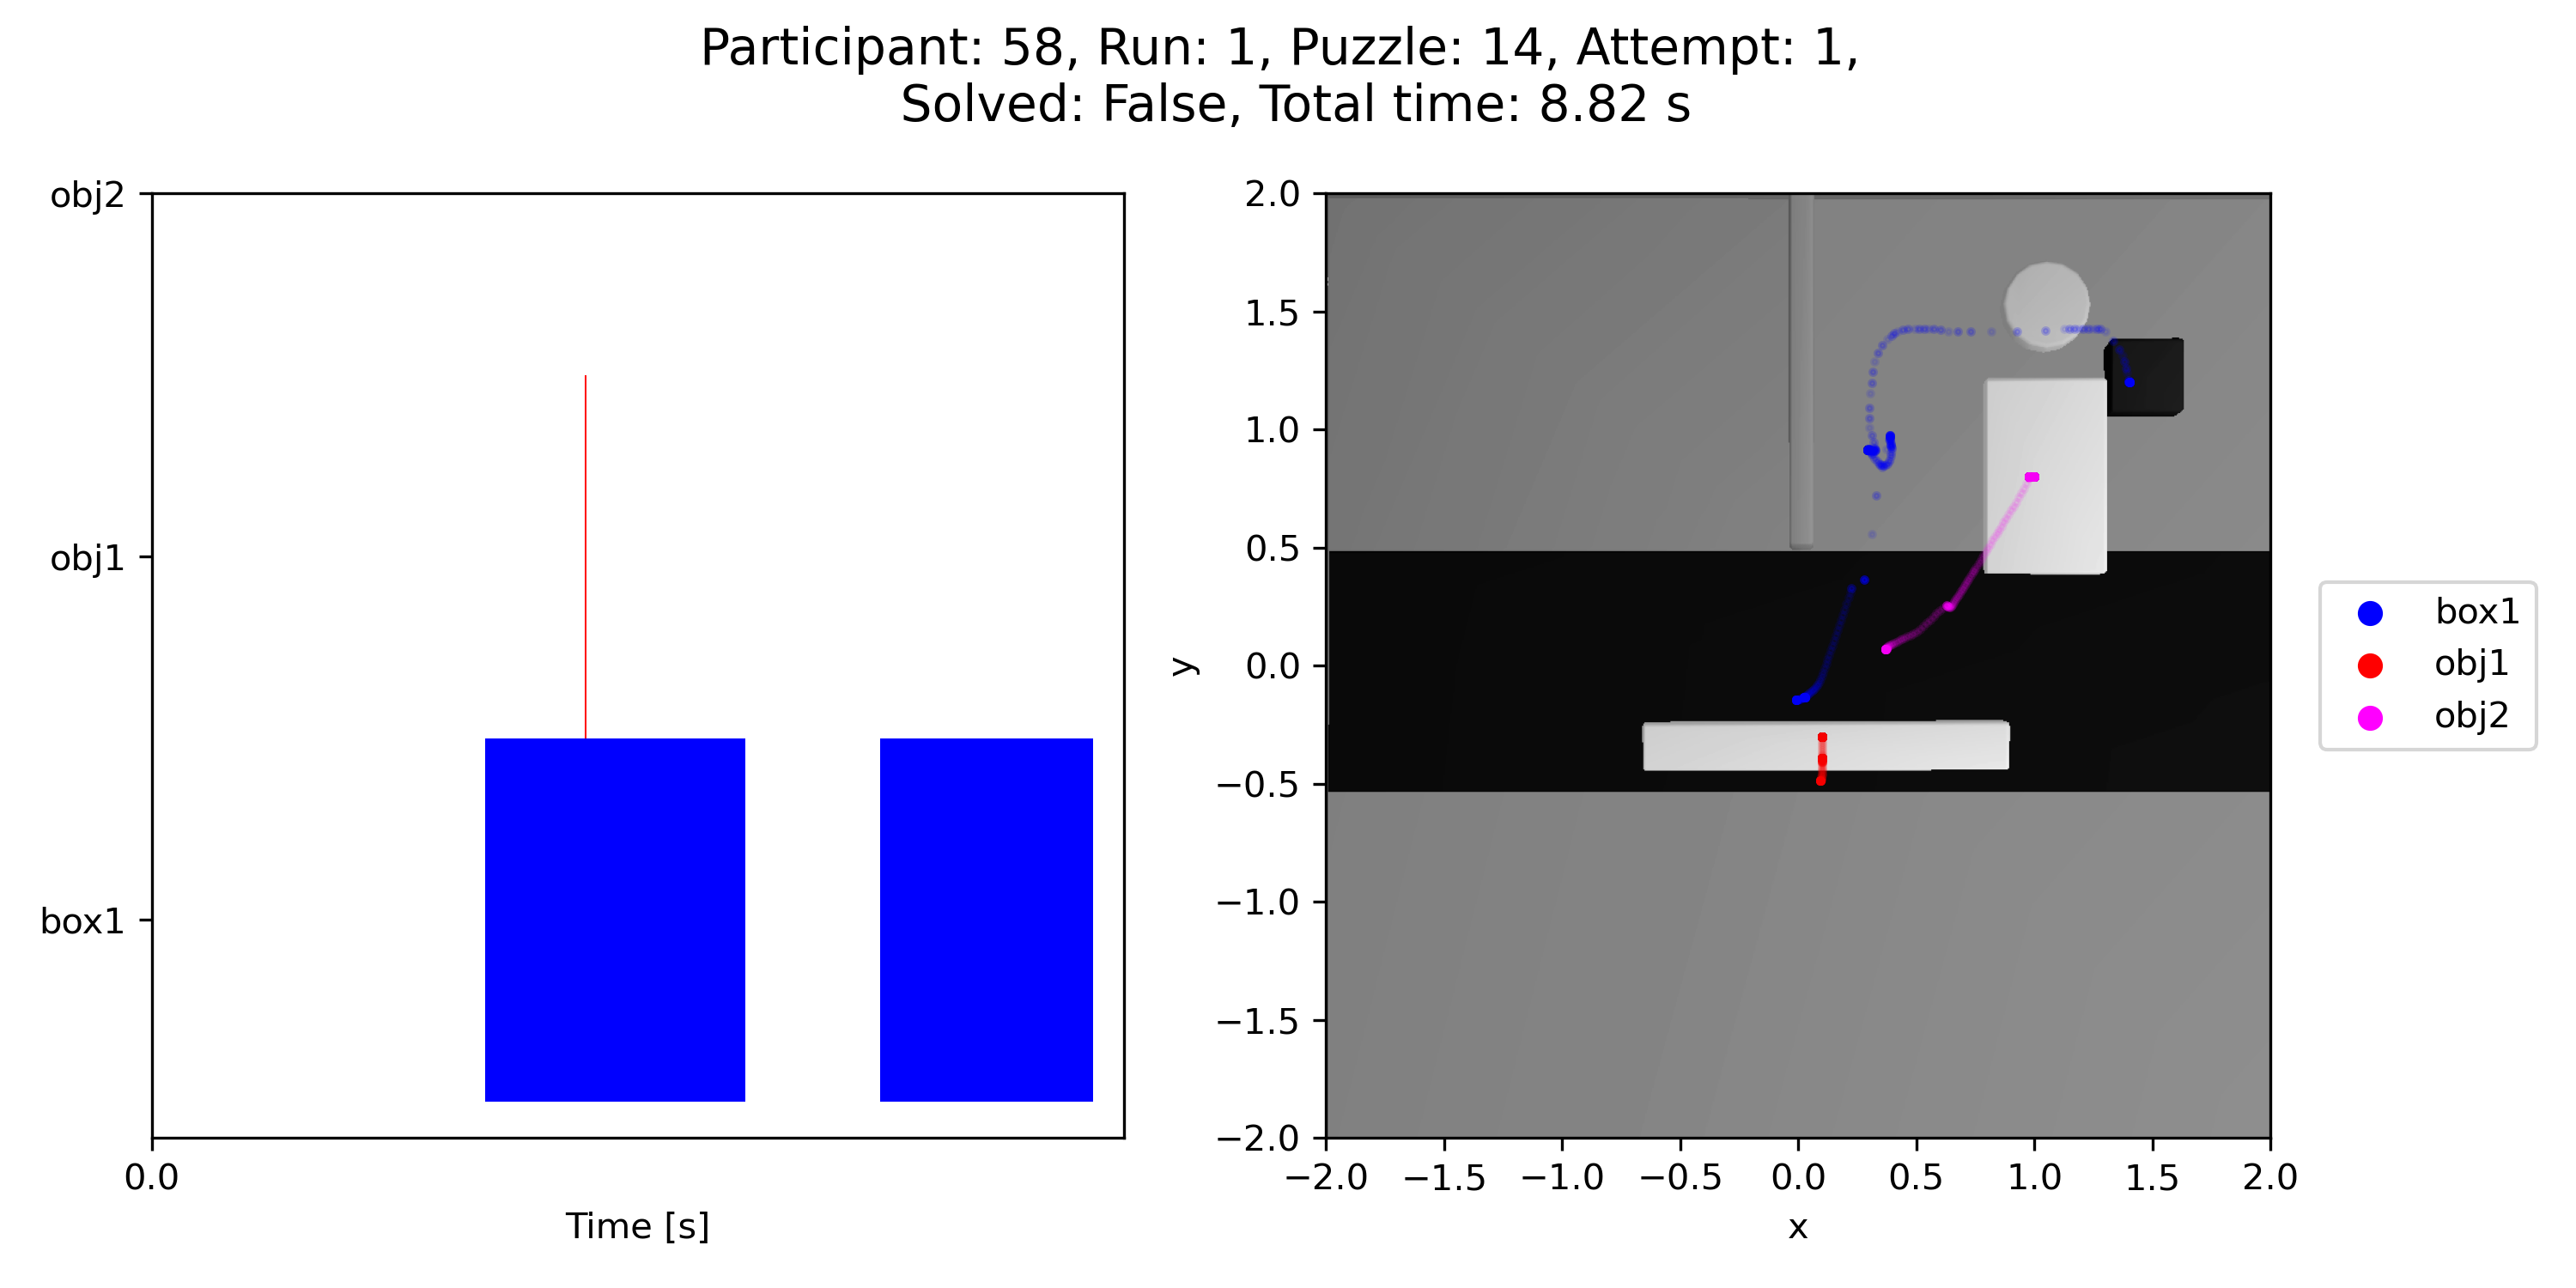 Participant: 58, Run: 1, Puzzle: 14, Attempt: 1,
Solved: False, Total time: 8.82 s
obj2
obj1
box1
0.0
Time [s]
2.0
1.5
1.0
0.5
0.0
−0.5
−1.0
−1.5
−2.0
y
−2.0 −1.5 −1.0 −0.5 0.0 0.5 1.0 1.5 2.0
x
box1
obj1
obj2